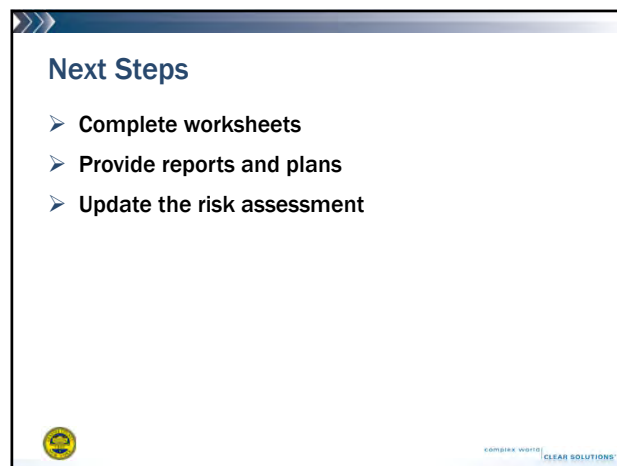 Next Steps
Complete worksheets
Provide reports and plans
Update the risk assessment
complex world
CLEAR SOLUTIONS